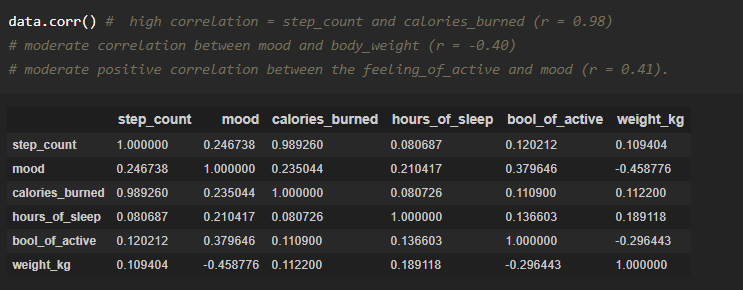 data.corr() #  high correlation = step_count and calories_burned (r = 0.98)
# moderate correlation between mood and body_weight (r = -0.40)
# moderate positive correlation between the feeling_of_active and mood (r = 0.41).
step_count mood calories_burned hours_of_sleep bool_of_active weight_kg
step_count 1.000000 0.246738 0.989260 0.080687 0.120212 0.109404
mood 0.246738 1.000000 0.235044 0.210417 0.379646 -0.458776
calories_burned 0.989260 0.235044 1.000000 0.080726 0.110900 0.112200
hours_of_sleep 0.080687 0.210417 0.080726 1.000000 0.136603 0.189118
bool_of_active 0.120212 0.379646 0.110900 0.136603 1.000000 -0.296443
weight_kg 0.109404 -0.458776 0.112200 0.189118 -0.296443 1.000000